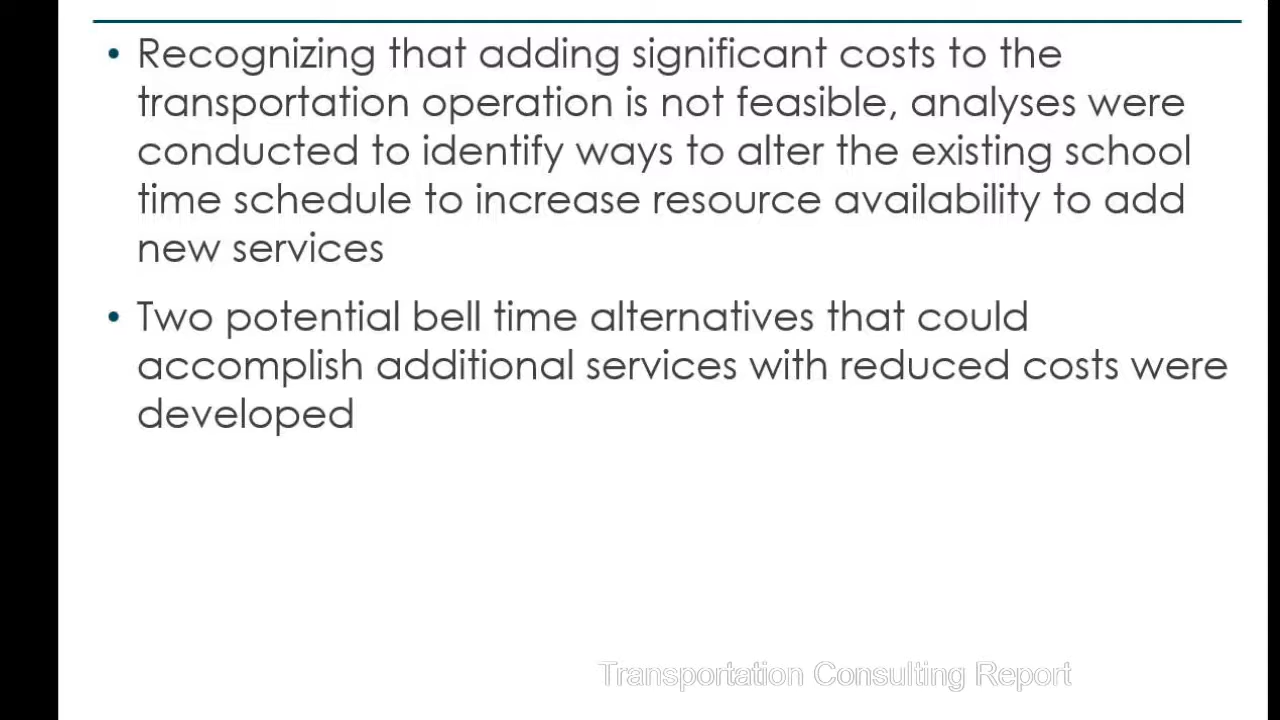 • Recognizing that adding significant costs to the
transportation operation is not feasible, analyses were
conducted to identify ways to alter the existing school
time schedule to increase resource availability to add
new services
• Two potential bell time alternatives that could
accomplish additional services with reduced costs were
developed
Transportation Consulting Report